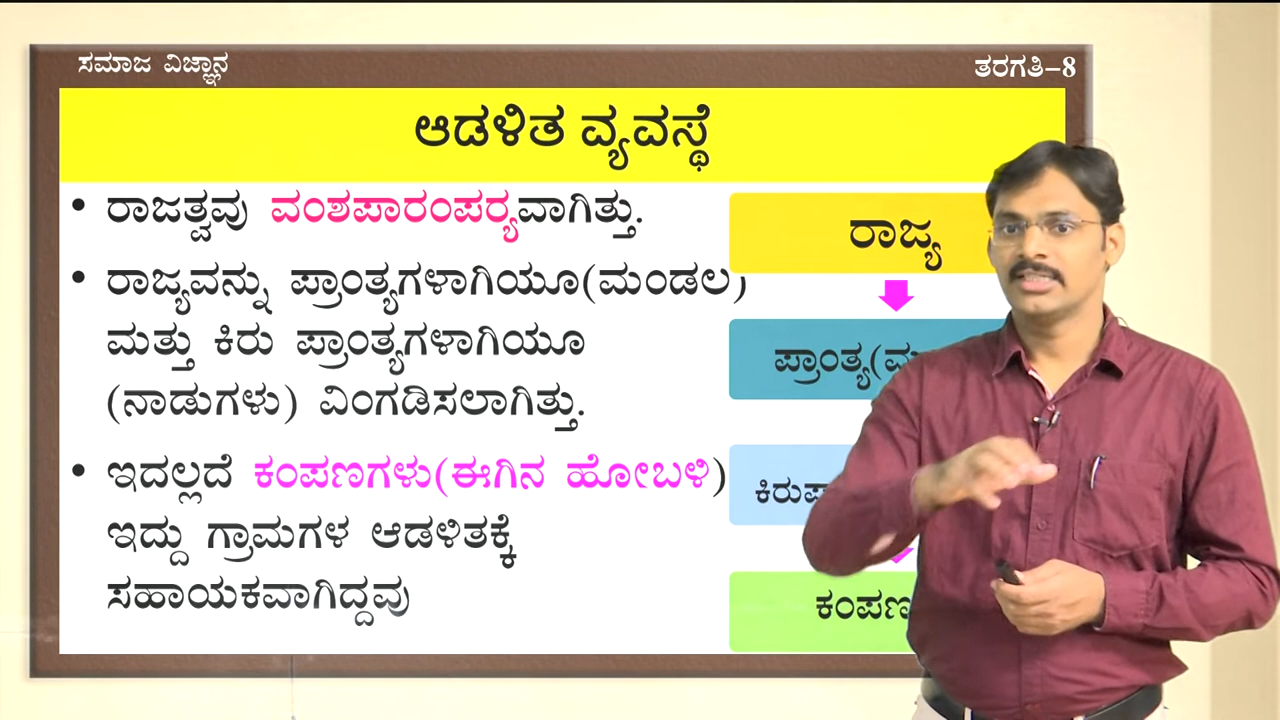 ಸಮಾಜ ವಿಜ್ಞಾನ
ತರಗತಿ-8
ಆಡಳಿತ ವ್ಯವಸ್ಥೆ
• ರಾಜತ್ವವು ವಂಶಪಾರಂಪರ‍್ಯವಾಗಿತ್ತು.
• ರಾಜ್ಯವನ್ನು ಪ್ರಾಂತ್ಯಗಳಾಗಿಯೂ(ಮಂಡಲ)
ಮತ್ತು ಕಿರು ಪ್ರಾಂತ್ಯಗಳಾಗಿಯೂ
(ನಾಡುಗಳು) ವಿಂಗಡಿಸಲಾಗಿತ್ತು.
• ಇದಲ್ಲದೆ ಕಂಪಣಗಳು(ಈಗಿನ ಹೋಬಳಿ)
ಇದ್ದು ಗ್ರಾಮಗಳ ಆಡಳಿತಕ್ಕೆ
ಸಹಾಯಕವಾಗಿದ್ದವು
ರಾಜ್ಯ
ಪ್ರಾಂತ್ಯ(
ಕಂಪಣ